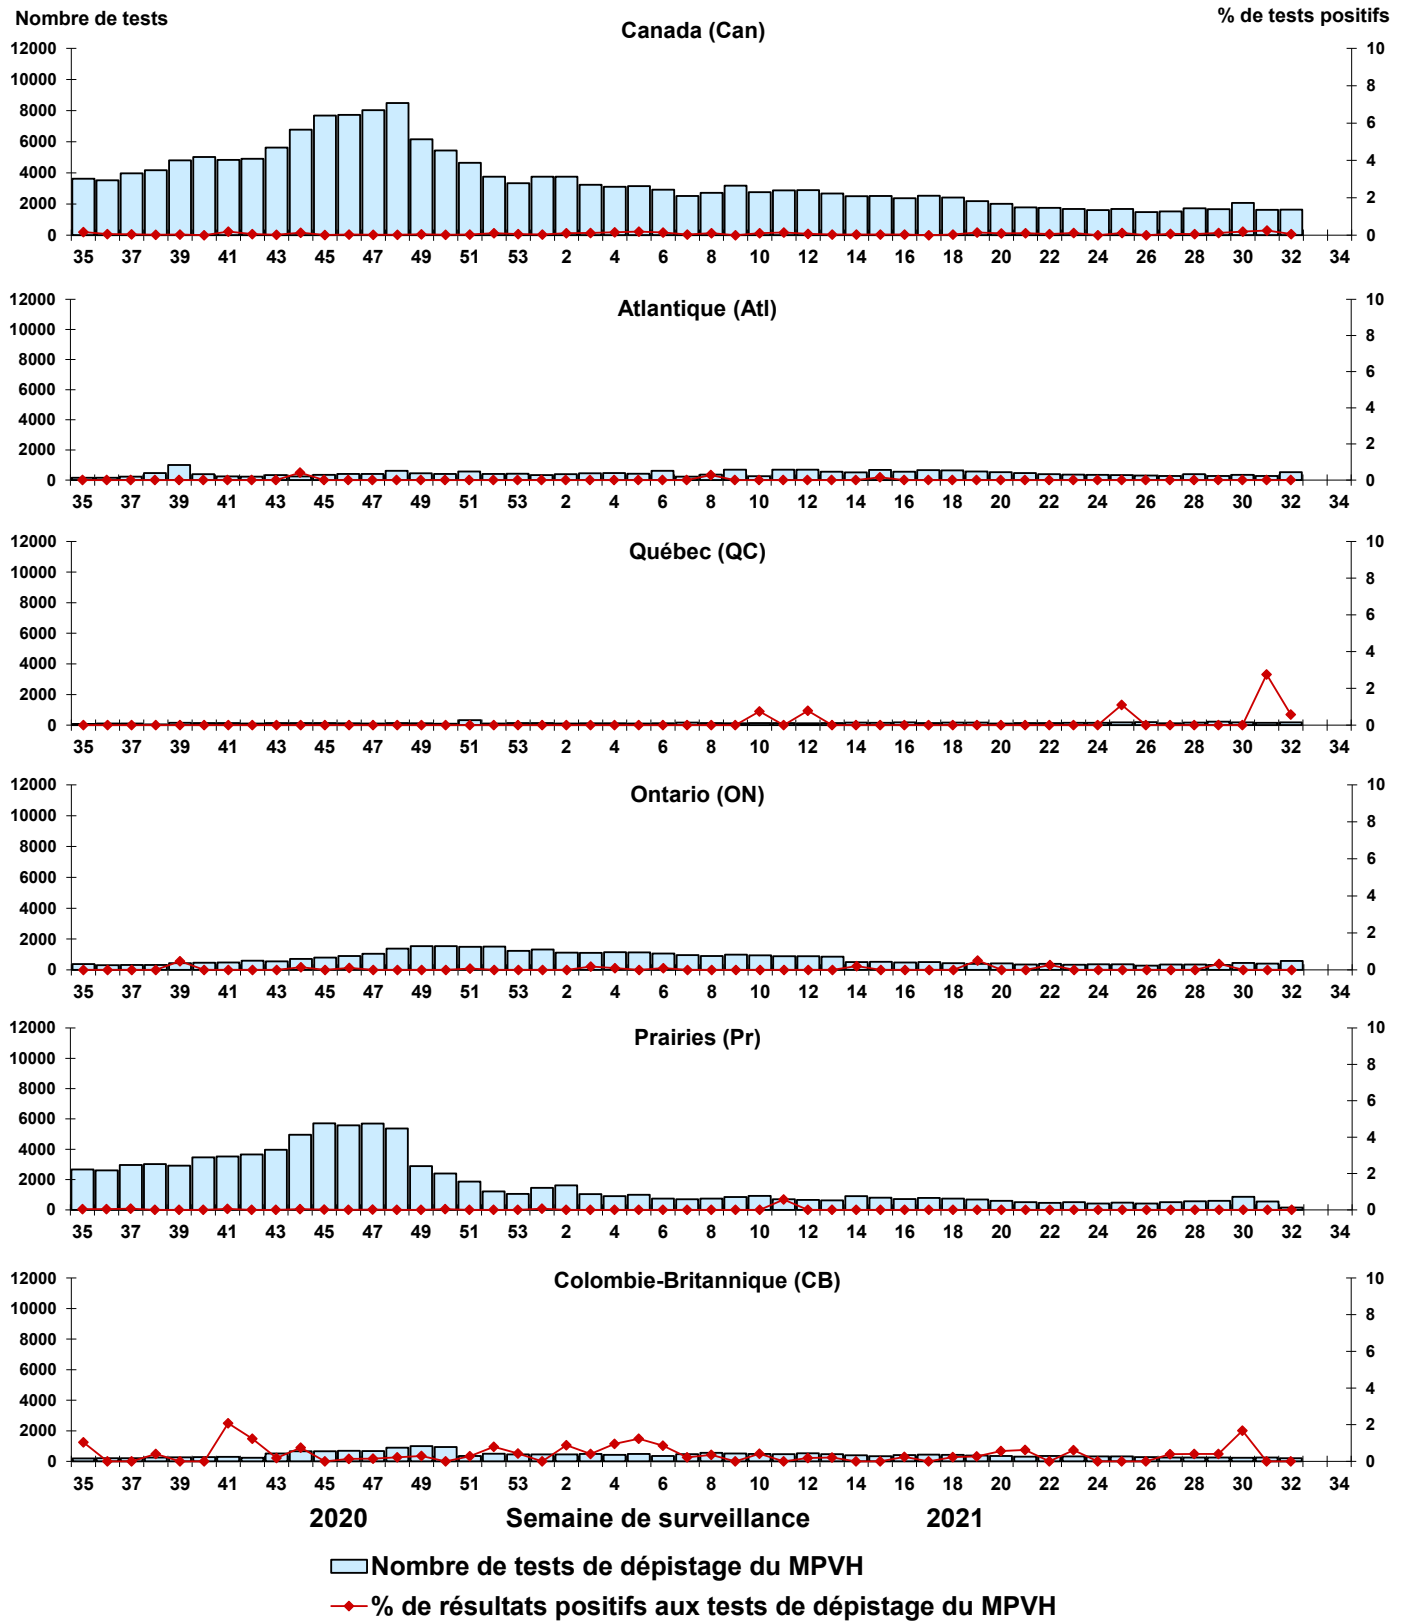 Nombre de tests
% de tests positifs
Canada (Can)
12000 10000 8000 6000 4000 2000 0
10 8 6 4 2 0
35 37 39 41 43 45 47 49 51 53 2 4 6 8 10 12 14 16 18 20 22 24 26 28 30 32 34
Atlantique (Atl)
12000 10000 8000 6000 4000 2000 0
10 8 6 4 2 0
35 37 39 41 43 45 47 49 51 53 2 4 6 8 10 12 14 16 18 20 22 24 26 28 30 32 34
Québec (QC)
12000 10000 8000 6000 4000 2000 0
10 8 6 4 2 0
35 37 39 41 43 45 47 49 51 53 2 4 6 8 10 12 14 16 18 20 22 24 26 28 30 32 34
Ontario (ON)
12000 10000 8000 6000 4000 2000 0
10 8 6 4 2 0
35 37 39 41 43 45 47 49 51 53 2 4 6 8 10 12 14 16 18 20 22 24 26 28 30 32 34
Prairies (Pr)
12000 10000 8000 6000 4000 2000 0
10 8 6 4 2 0
35 37 39 41 43 45 47 49 51 53 2 4 6 8 10 12 14 16 18 20 22 24 26 28 30 32 34
Colombie-Britannique (CB)
12000 10000 8000 6000 4000 2000 0
10 8 6 4 2 0
35 37 39 41 43 45 47 49 51 53 2 4 6 8 10 12 14 16 18 20 22 24 26 28 30 32 34
2020 Semaine de surveillance 2021
Nombre de tests de dépistage du MPVH
% de résultats positifs aux tests de dépistage du MPVH